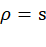 ρ = s